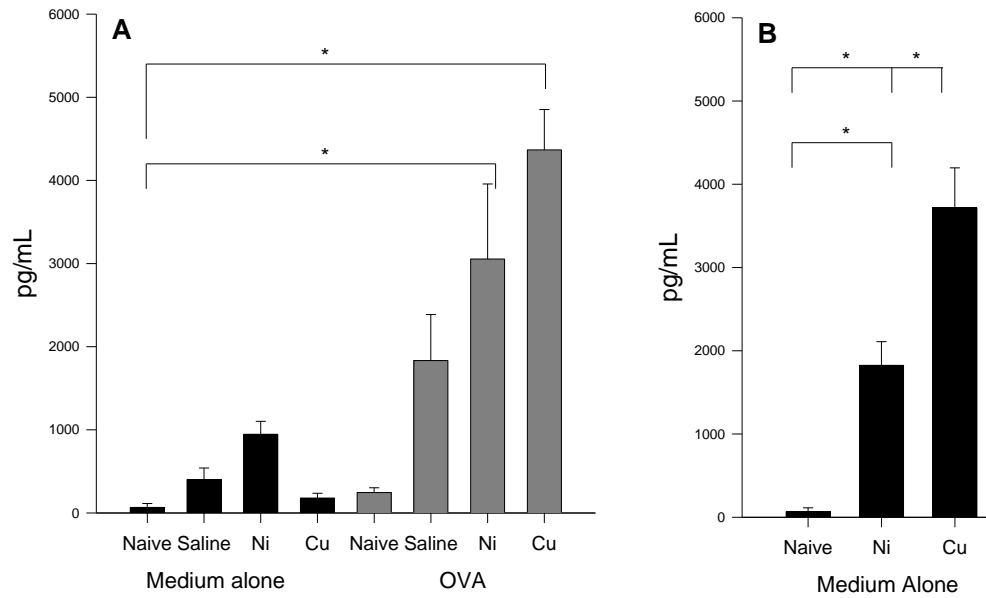 A
6000
5000
4000
3000
2000
1000
0
pg/mL
*
*
Naive Saline Ni Cu Naive Saline Ni Cu
Medium alone OVA
B
6000
5000
4000
3000
2000
1000
0
pg/mL
* *
*
Naive Ni Cu
Medium Alone